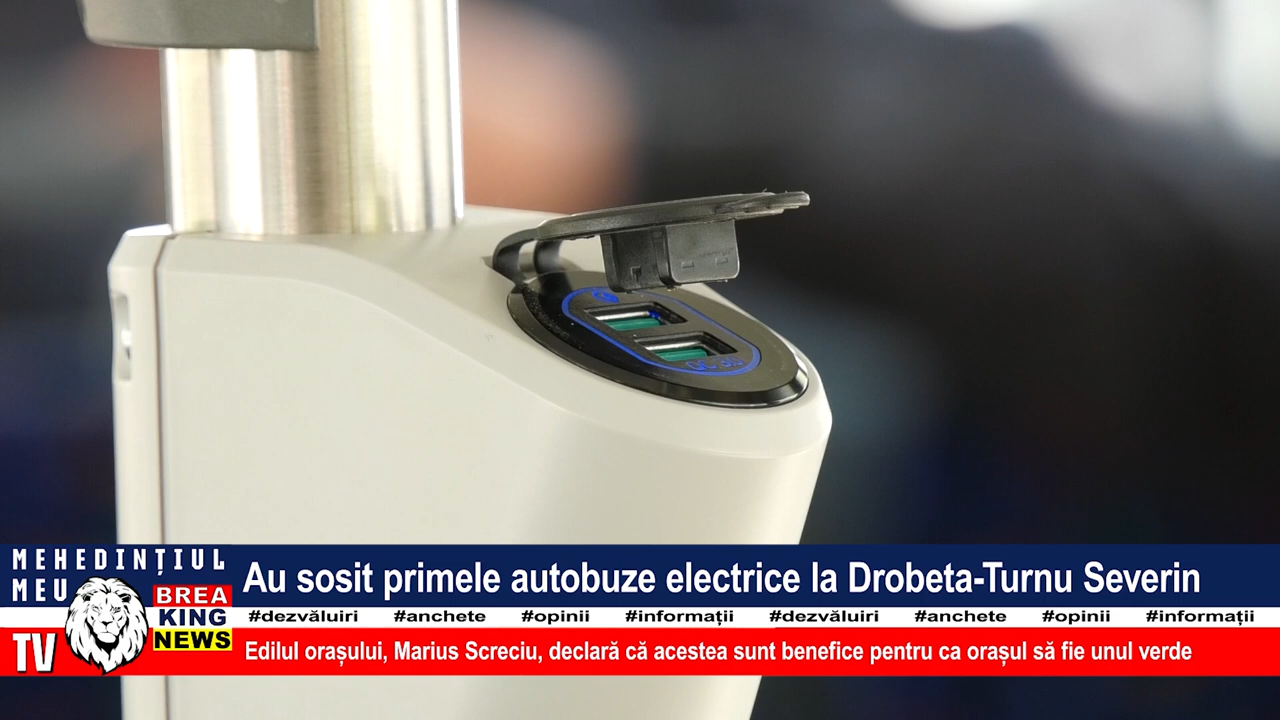 MEHEDINȚIUL
MEU
TV
BREA
KING
NEWS
Au sosit primele autobuze electrice la Drobeta-Turnu Severin
#dezvăluiri #anchete #opinii #informații #dezvăluiri #anchete #opinii #informații
Edilul orașului, Marius Screciu, declară că acestea sunt benefice pentru ca orașul să fie unul verde